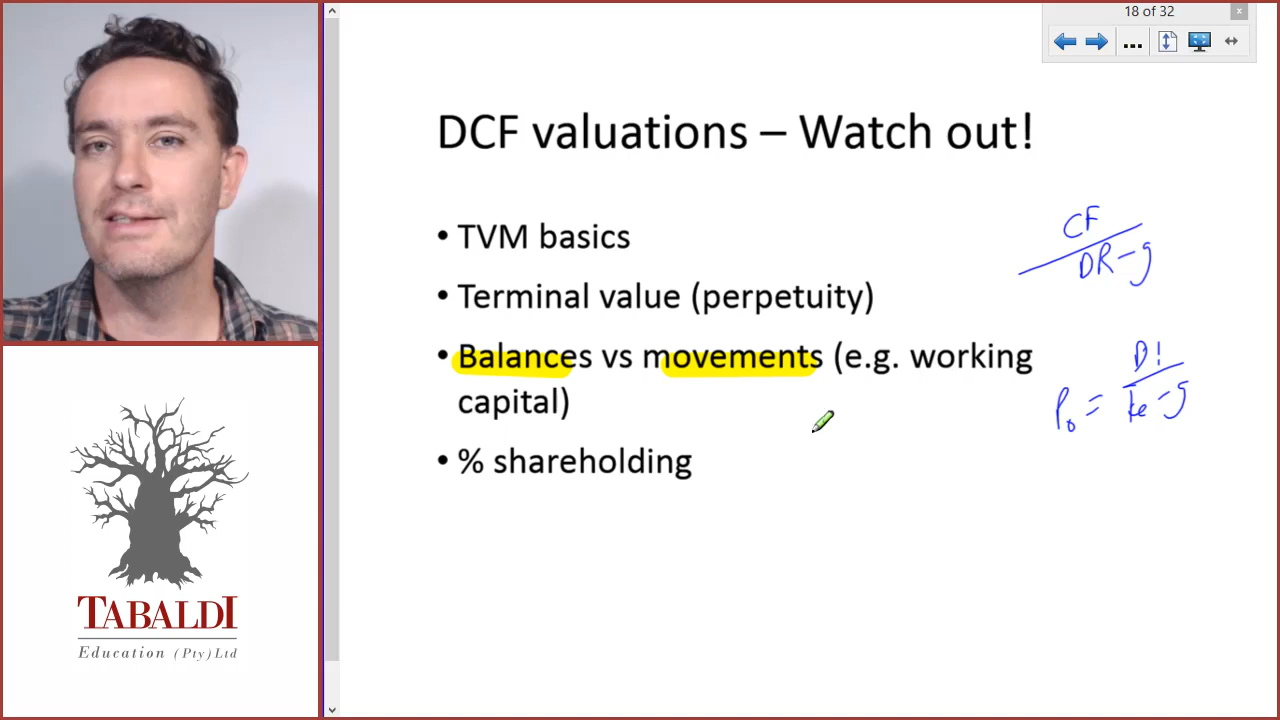 18 of 32
x
...
DCF valuations – Watch out!
• TVM basics
• Terminal value (perpetuity)
• Balances vs movements (e.g. working
capital)
• % shareholding
CF
DR-g
D!
P₀ = ke-g
TABALDI
Education (Pty) Ltd